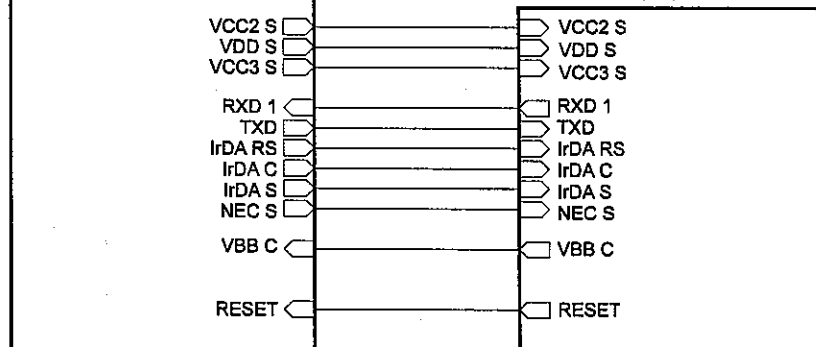 VCC2 S VCC2 S
VDD S VDD S
VCC3 S VCC3 S
RXD 1 RXD 1
TXD TXD
IrDA RS IrDA RS
IrDA C IrDA C
IrDA S IrDA S
NEC S NEC S
VBB C VBB C
RESET RESET